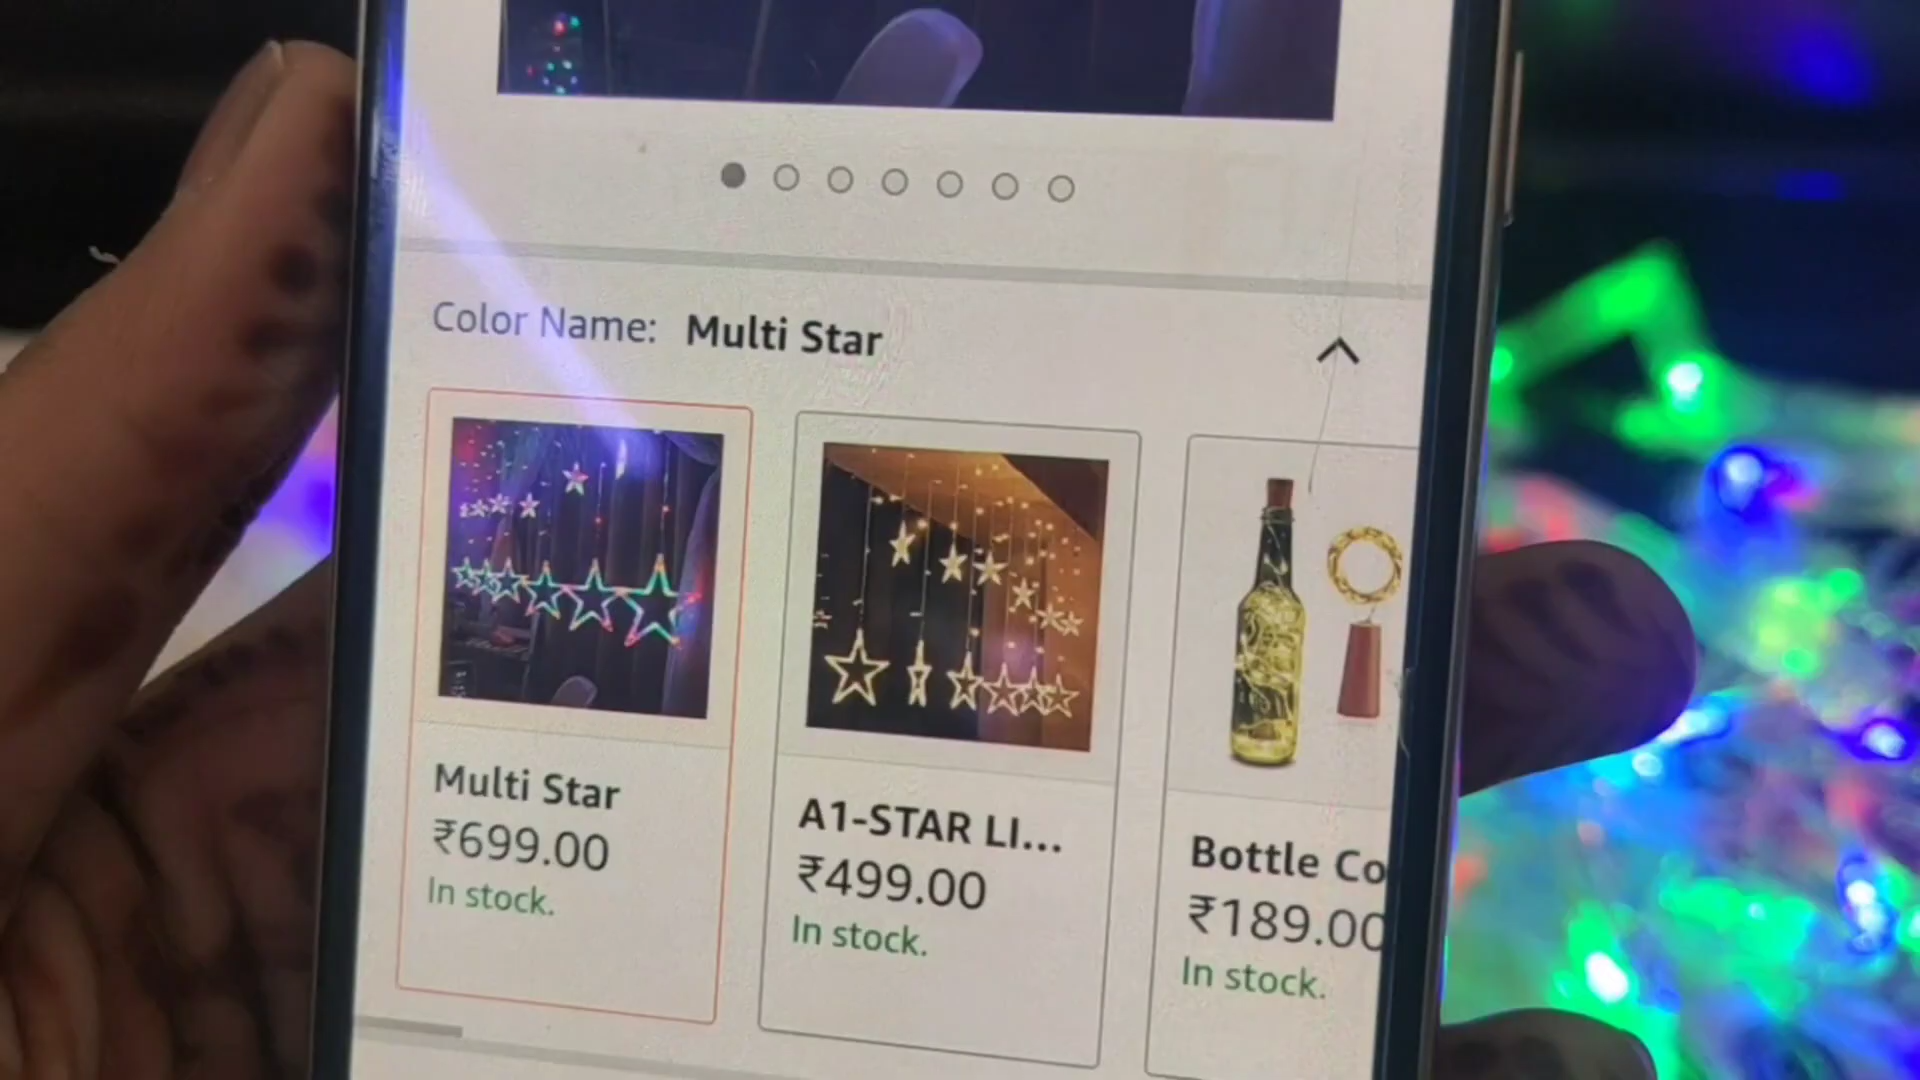 Color Name: Multi Star
Multi Star
₹699.00
In stock.
A1-STAR LI...
₹499.00
In stock.
Bottle Co
₹189.00
In stock.